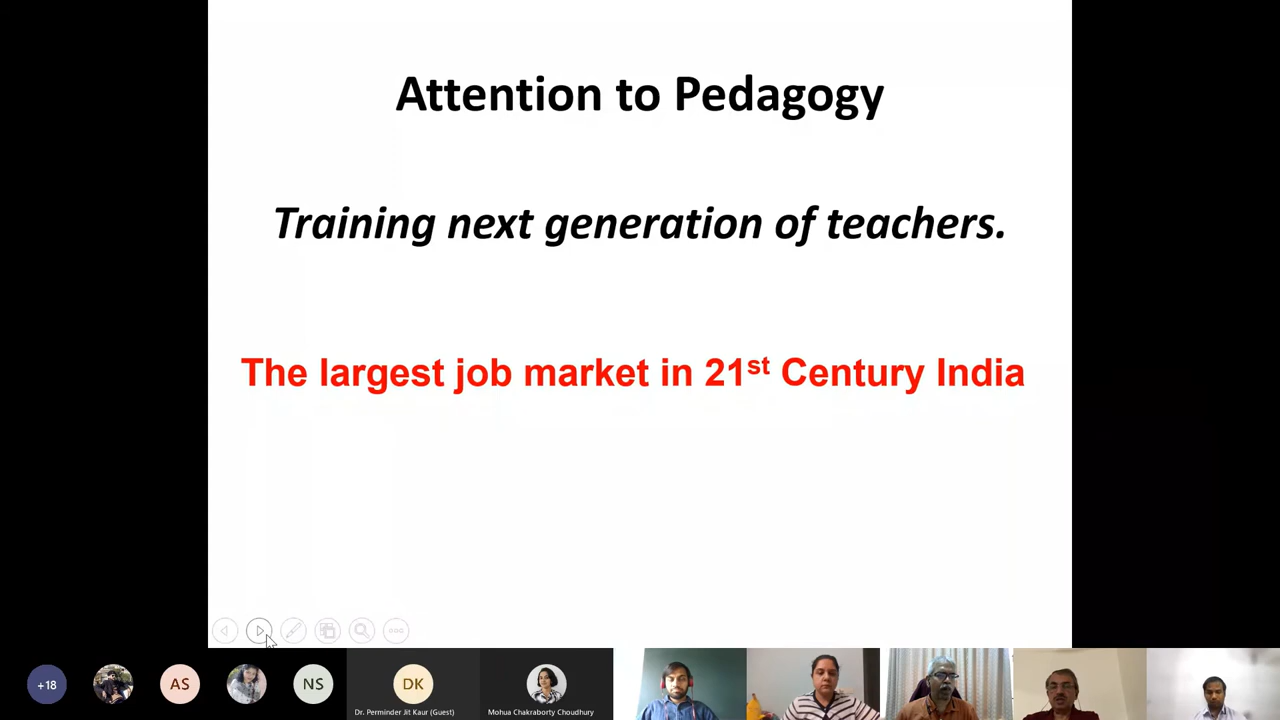 Attention to Pedagogy
Training next generation of teachers.
The largest job market in 21st Century India
+18
AS
NS
DK
Dr. Perminder Jit Kaur (Guest)
Mohua Chakraborty Choudhury